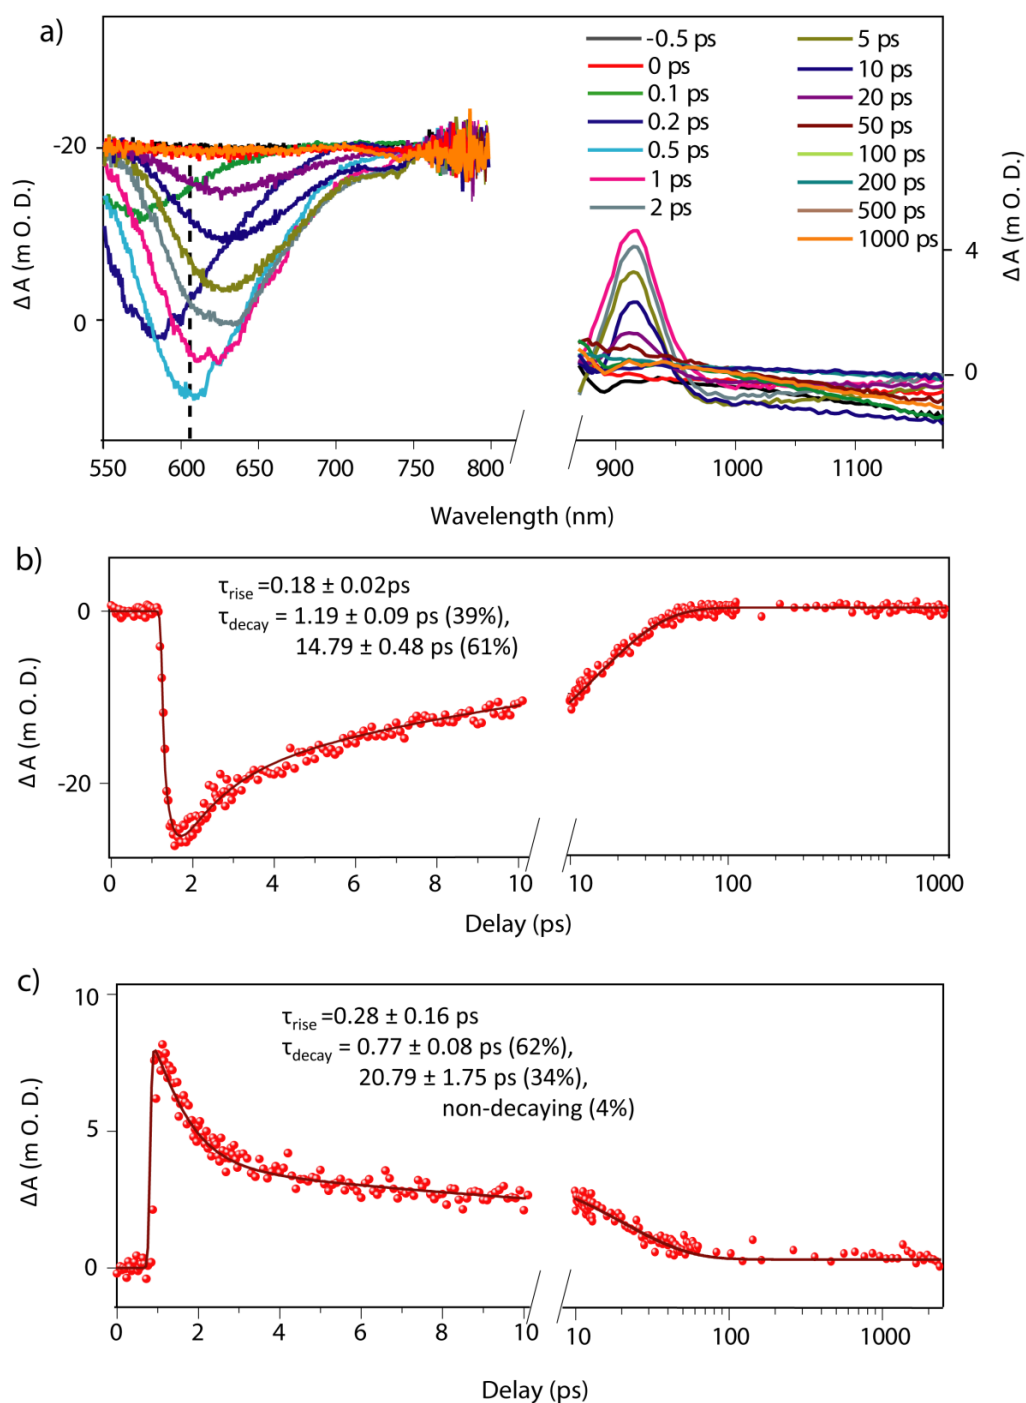 a)
-0.5 ps
0 ps
0.1 ps
0.2 ps
0.5 ps
1 ps
2 ps
5 ps
10 ps
20 ps
50 ps
100 ps
200 ps
500 ps
1000 ps
Δ A (m O. D.)
-20
0
Δ A (m O. D.)
4
0
550 600 650 700 750 800 900 1000 1100
Wavelength (nm)
b)
τrise =0.18 ± 0.02ps
τdecay = 1.19 ± 0.09 ps (39%),
14.79 ± 0.48 ps (61%)
Δ A (m O. D.)
0
-20
0 2 4 6 8 10 10 100 1000
Delay (ps)
c)
τrise =0.28 ± 0.16 ps
τdecay = 0.77 ± 0.08 ps (62%),
20.79 ± 1.75 ps (34%),
non-decaying (4%)
ΔA (m O. D.)
10
5
0
0 2 4 6 8 10 10 100 1000
Delay (ps)